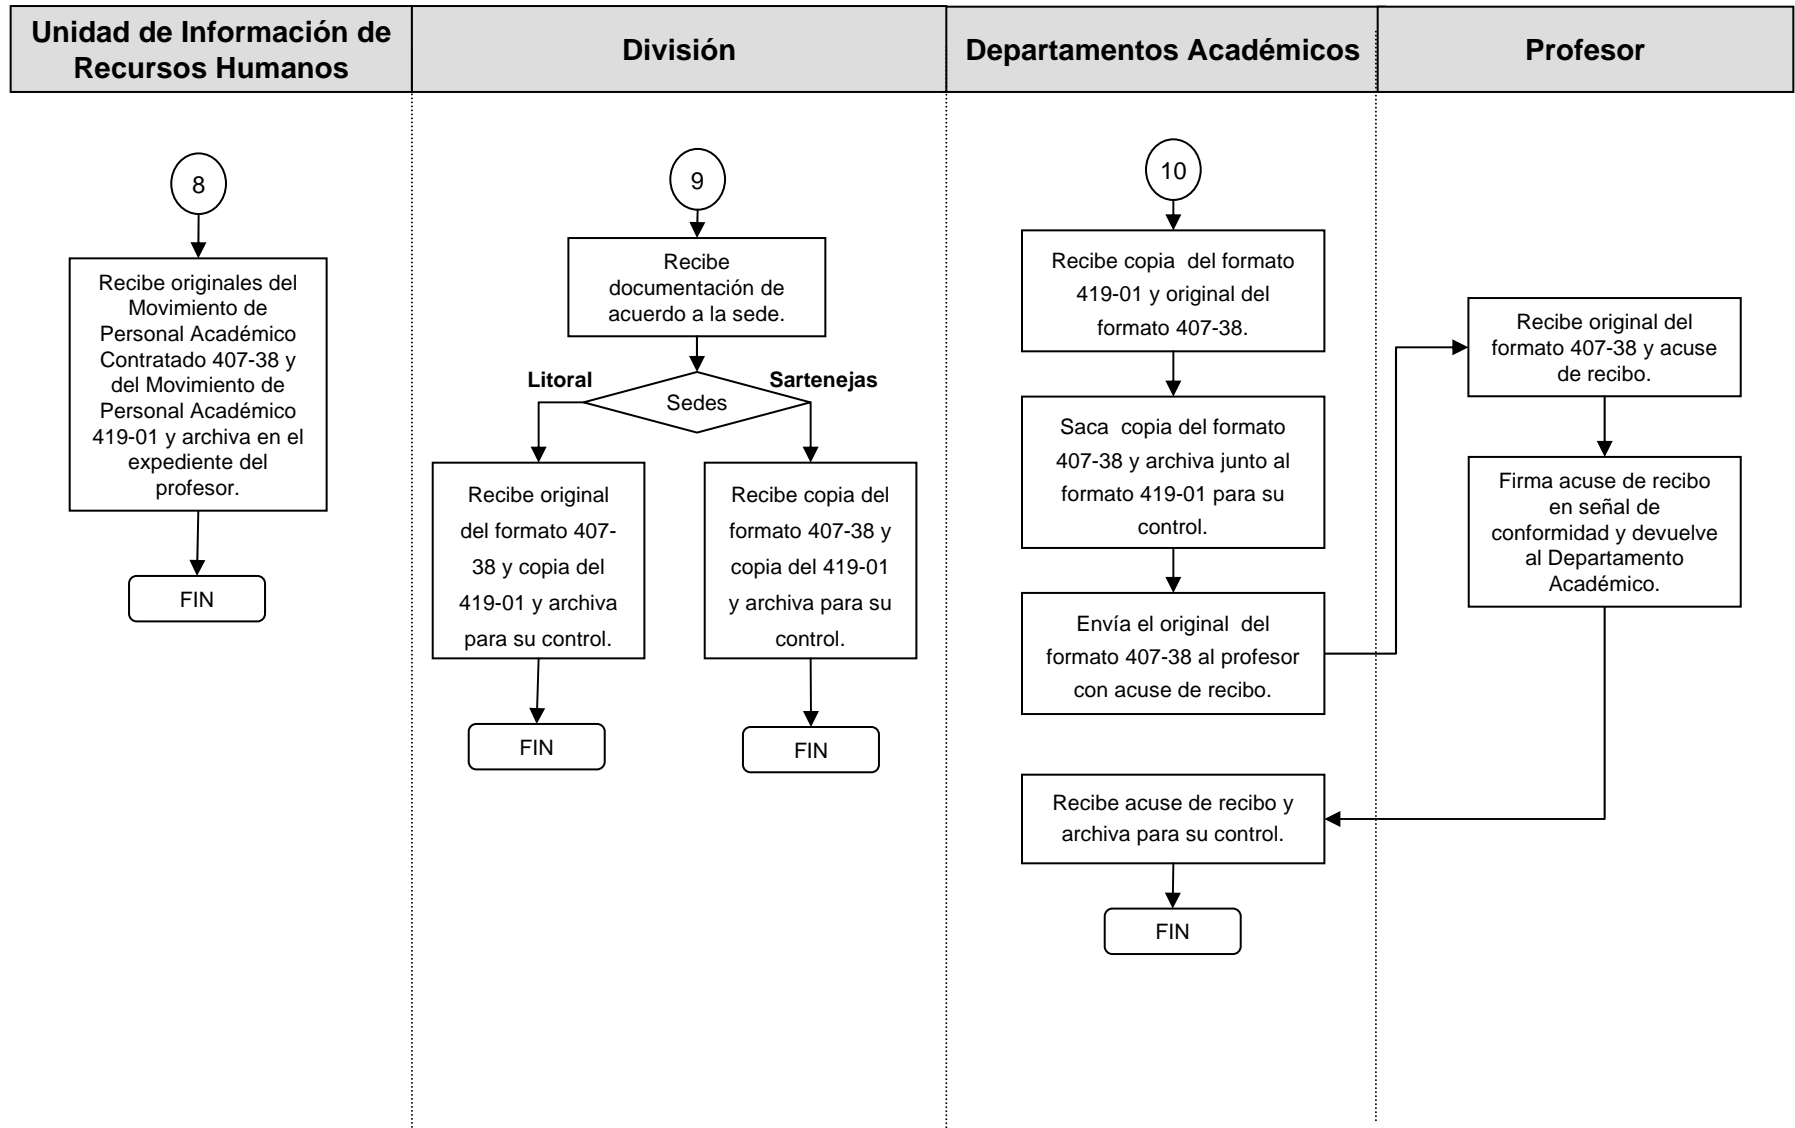 Unidad de Información de
Recursos Humanos
División
Departamentos Académicos
Profesor
8
Recibe originales del
Movimiento de
Personal Académico
Contratado 407-38 y
del Movimiento de
Personal Académico
419-01 y archiva en el
expediente del
profesor.
FIN
9
Recibe
documentación de
acuerdo a la sede.
Litoral
Sedes
Sartenejas
Recibe original
del formato 407-
38 y copia del
419-01 y archiva
para su control.
FIN
Recibe copia del
formato 407-38 y
copia del 419-01
y archiva para su
control.
FIN
10
Recibe copia del formato
419-01 y original del
formato 407-38.
Saca copia del formato
407-38 y archiva junto al
formato 419-01 para su
control.
Envía el original del
formato 407-38 al profesor
con acuse de recibo.
Recibe original del
formato 407-38 y acuse
de recibo.
Firma acuse de recibo
en señal de
conformidad y devuelve
al Departamento
Académico.
Recibe acuse de recibo y
archiva para su control.
FIN